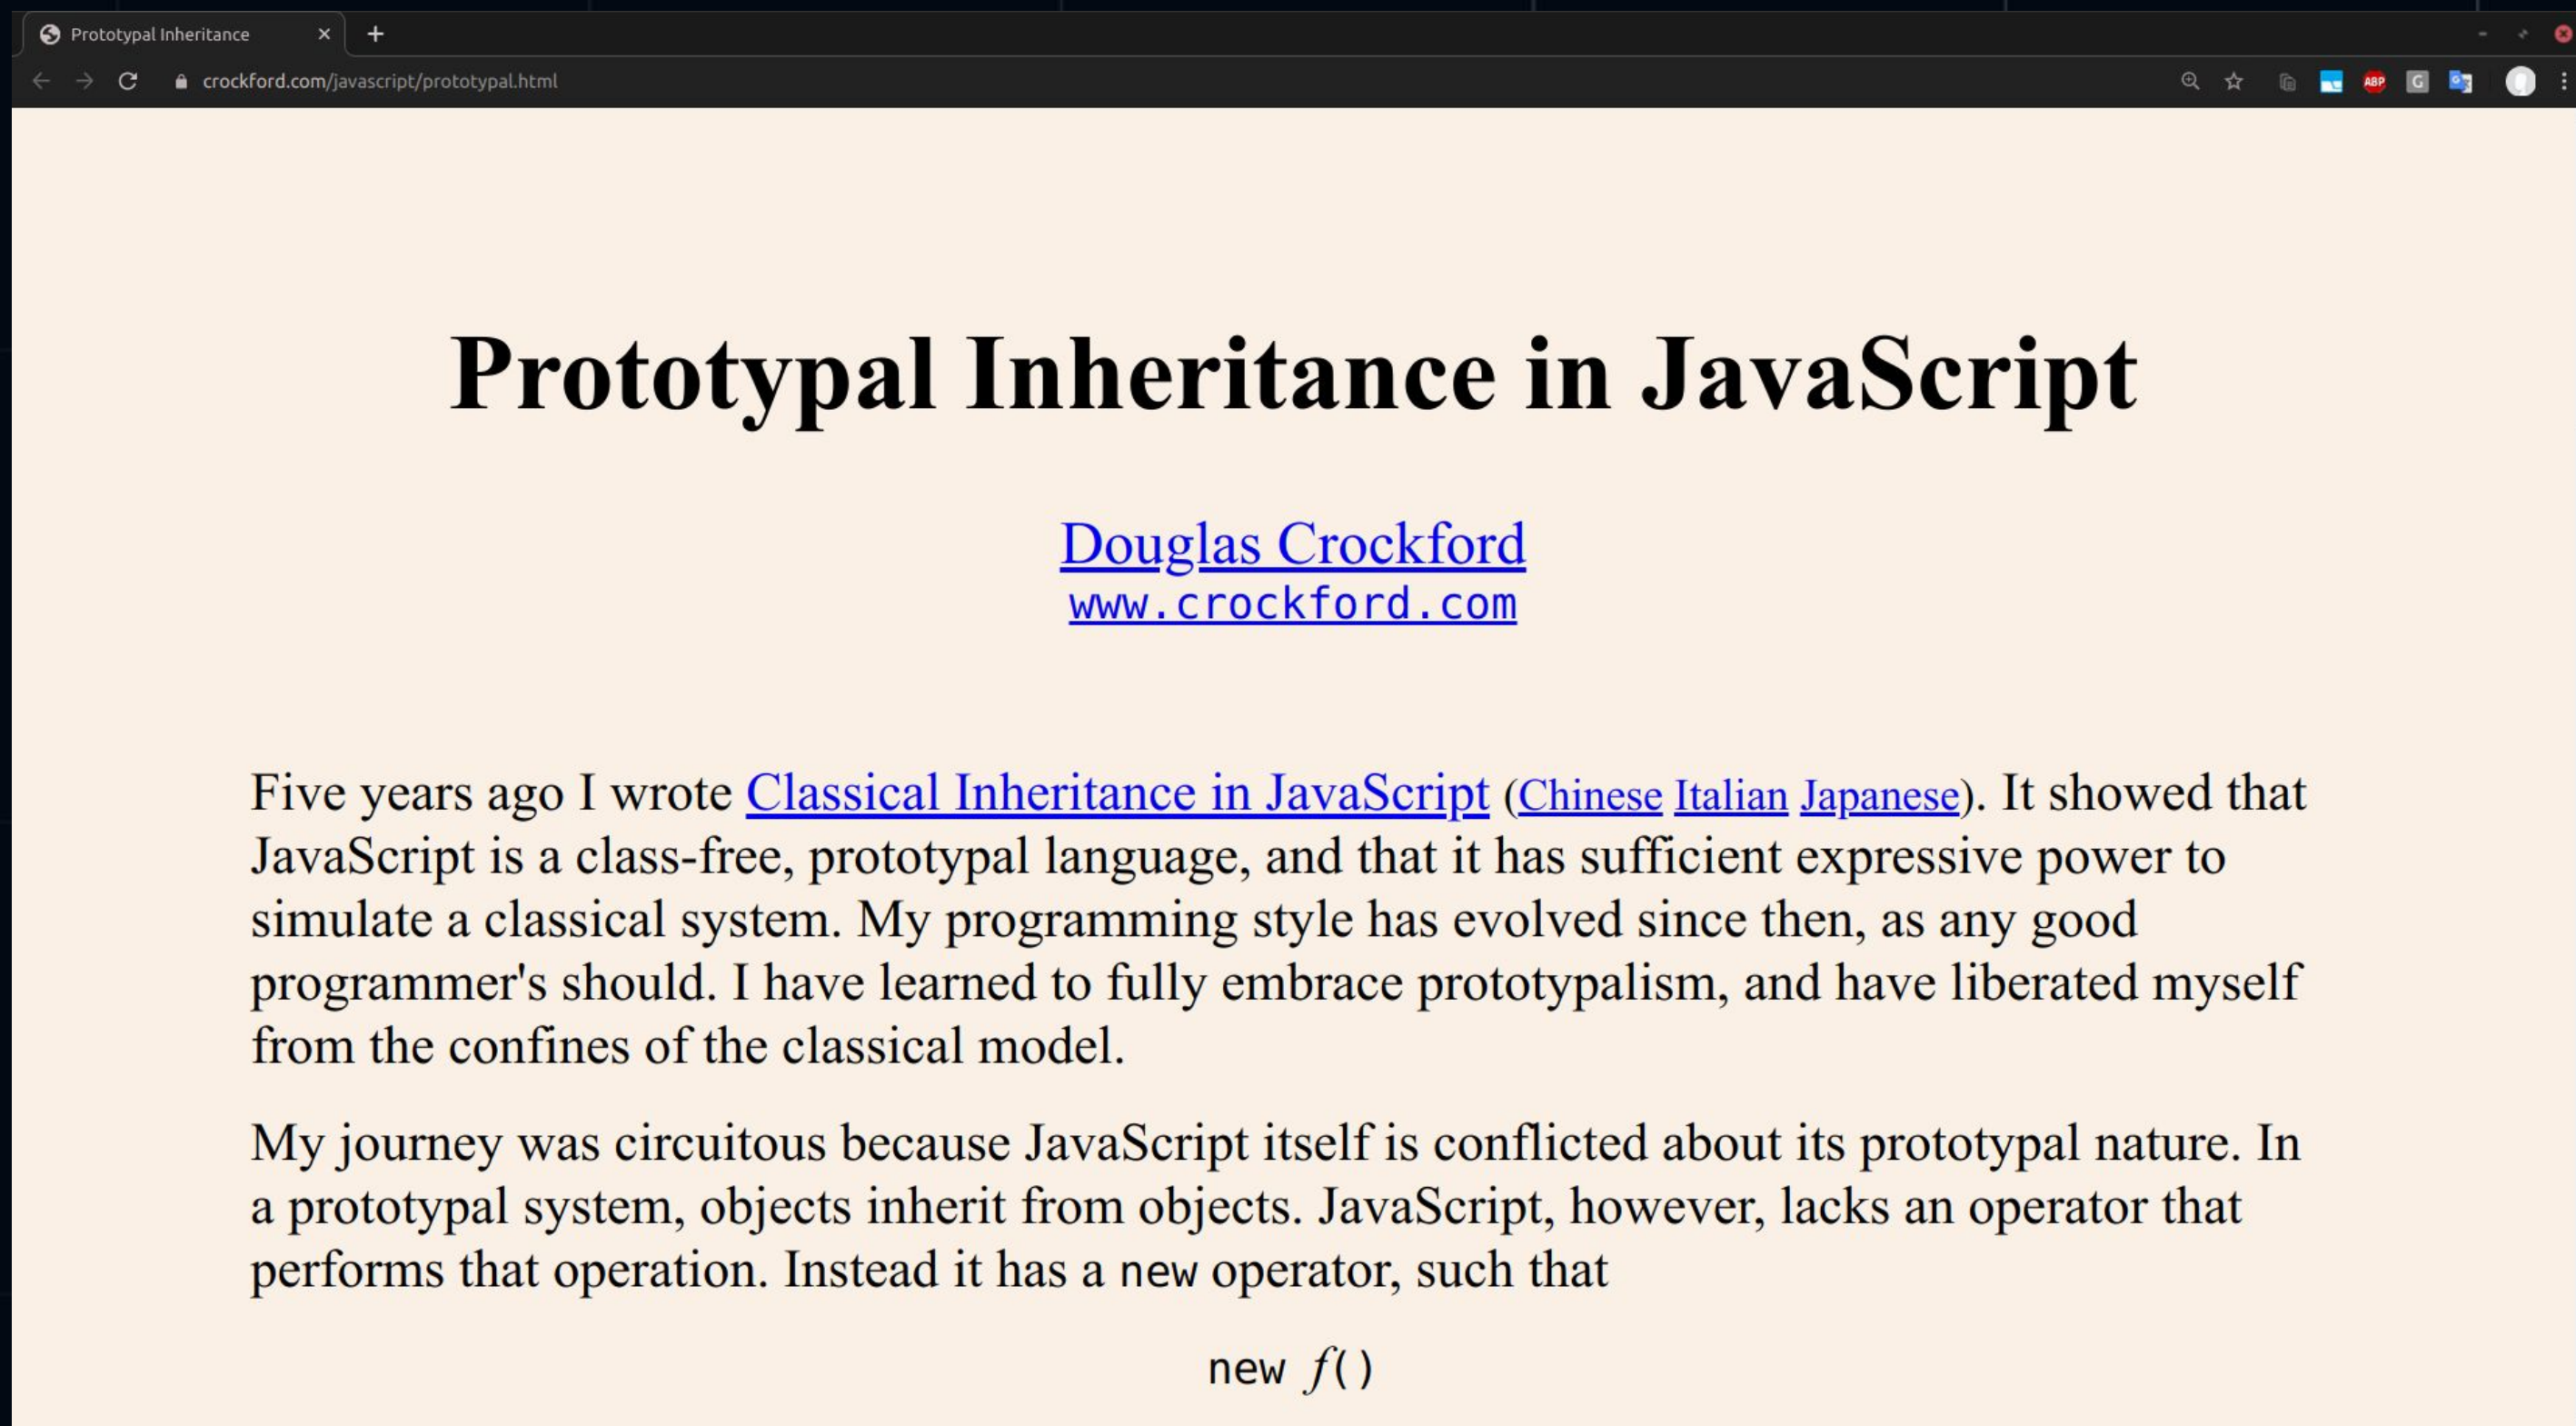 Prototypal Inheritance
crockford.com/javascript/prototypal.html
ABP
G
Prototypal Inheritance in JavaScript
Douglas Crockford
www.crockford.com
Five years ago I wrote Classical Inheritance in JavaScript (Chinese Italian Japanese). It showed that
JavaScript is a class-free, prototypal language, and that it has sufficient expressive power to
simulate a classical system. My programming style has evolved since then, as any good
programmer's should. I have learned to fully embrace prototypalism, and have liberated myself
from the confines of the classical model.
My journey was circuitous because JavaScript itself is conflicted about its prototypal nature. In
a prototypal system, objects inherit from objects. JavaScript, however, lacks an operator that
performs that operation. Instead it has a new operator, such that
new f()